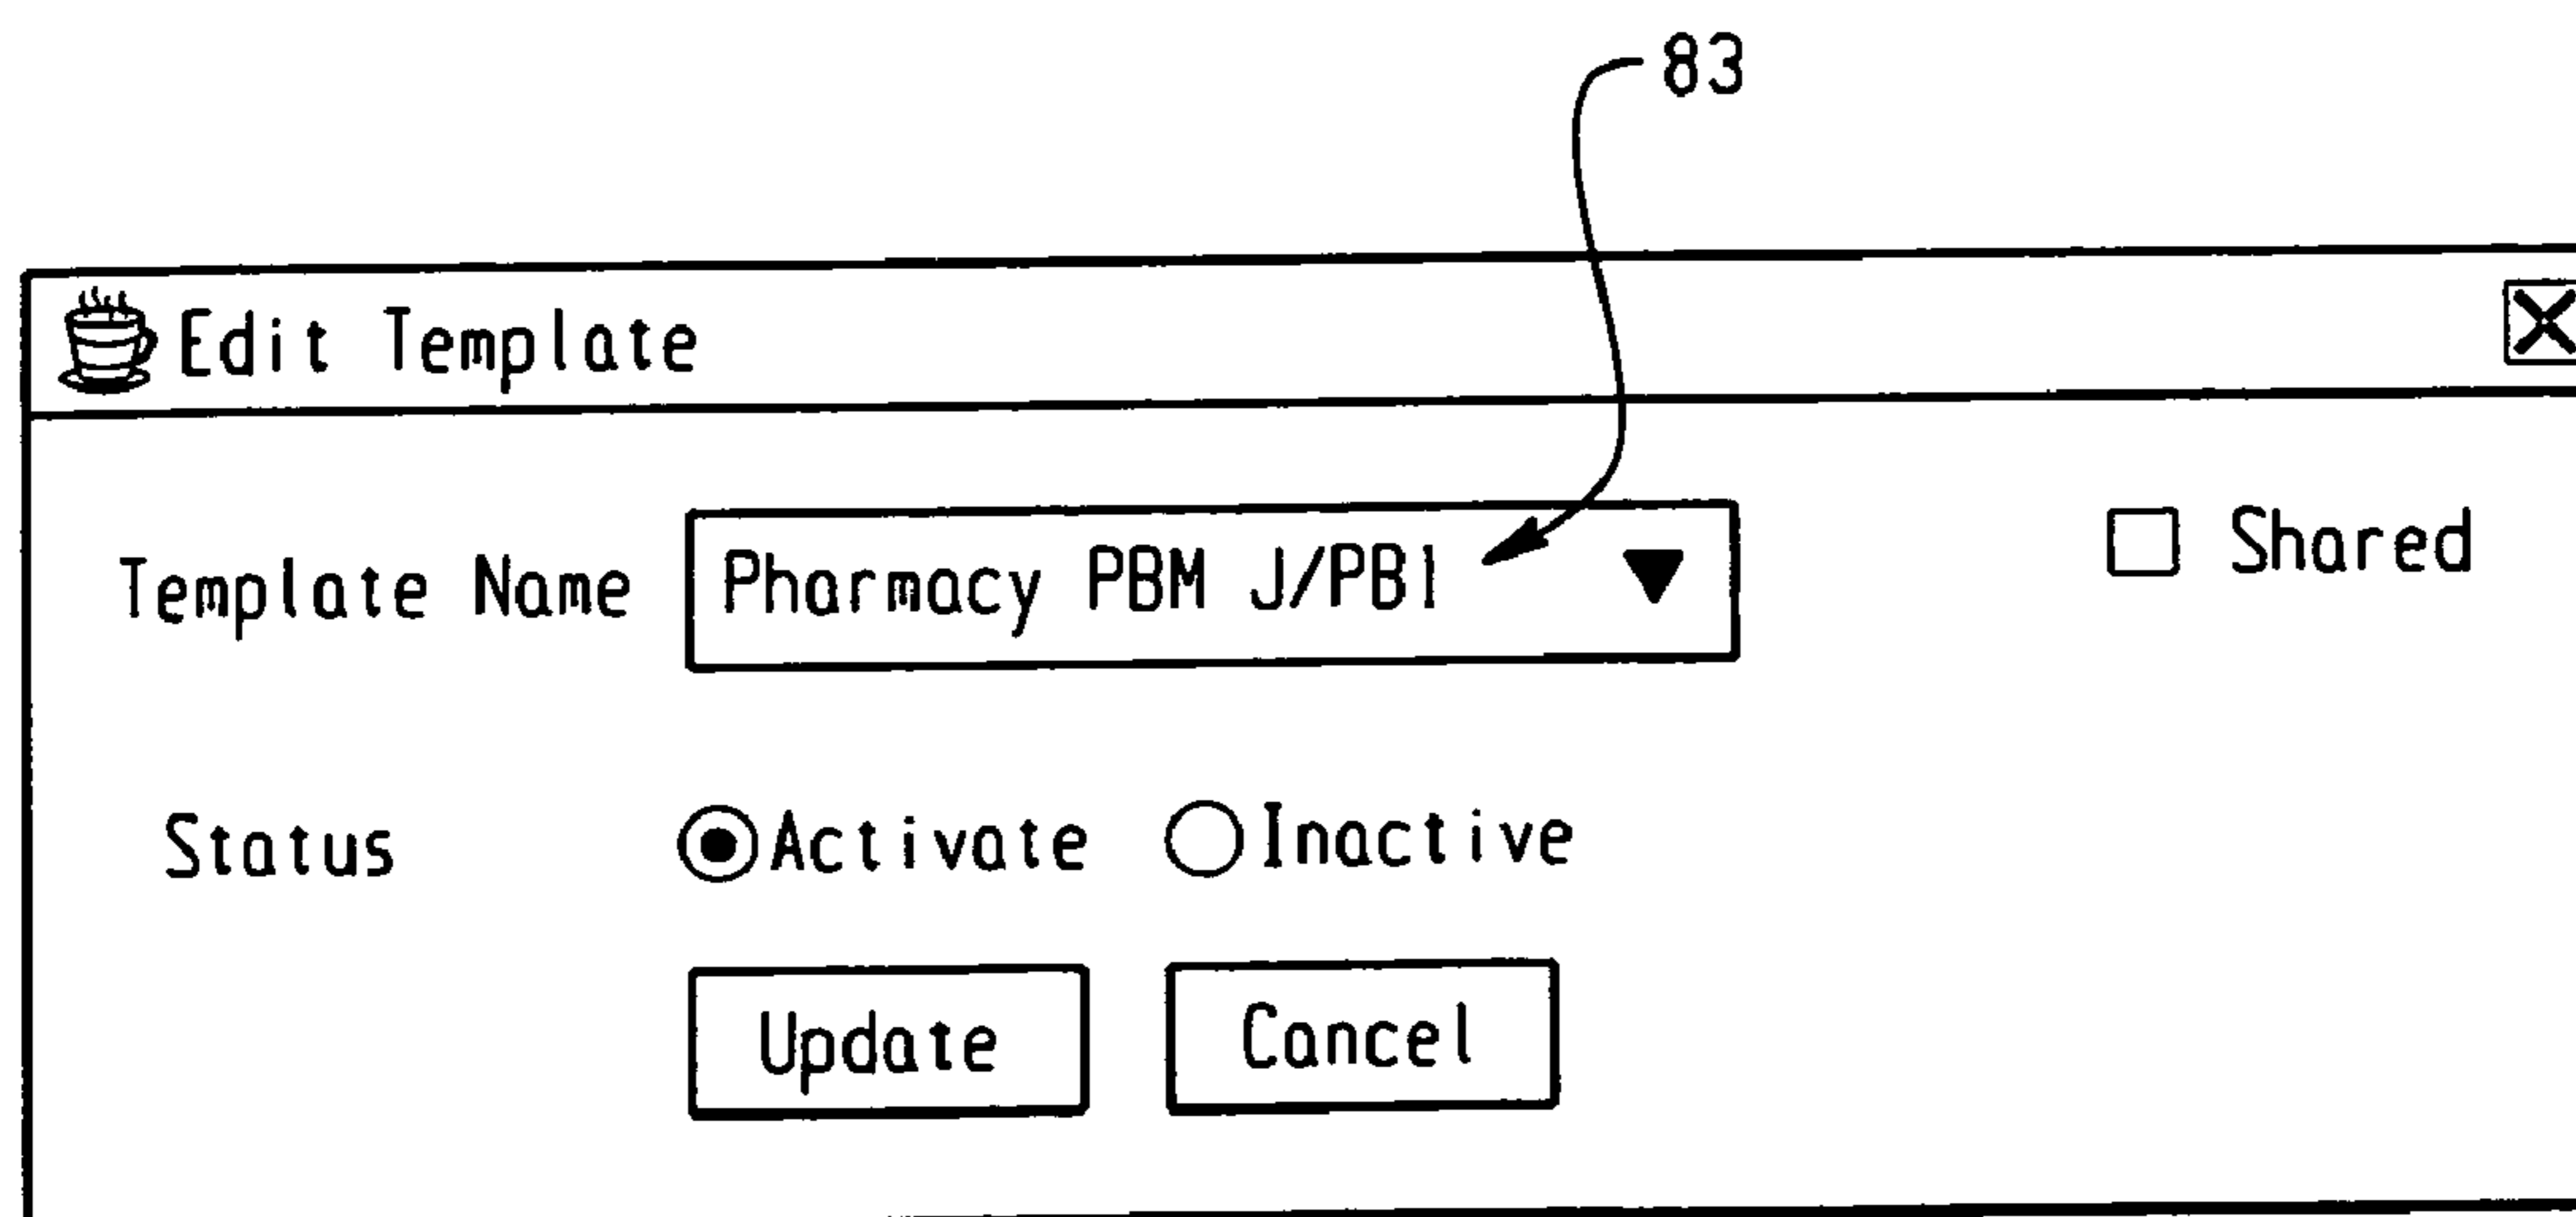 83
Edit Template
Template Name Pharmacy PBM J/PB1 Shared
Status Activate Inactive
Update Cancel